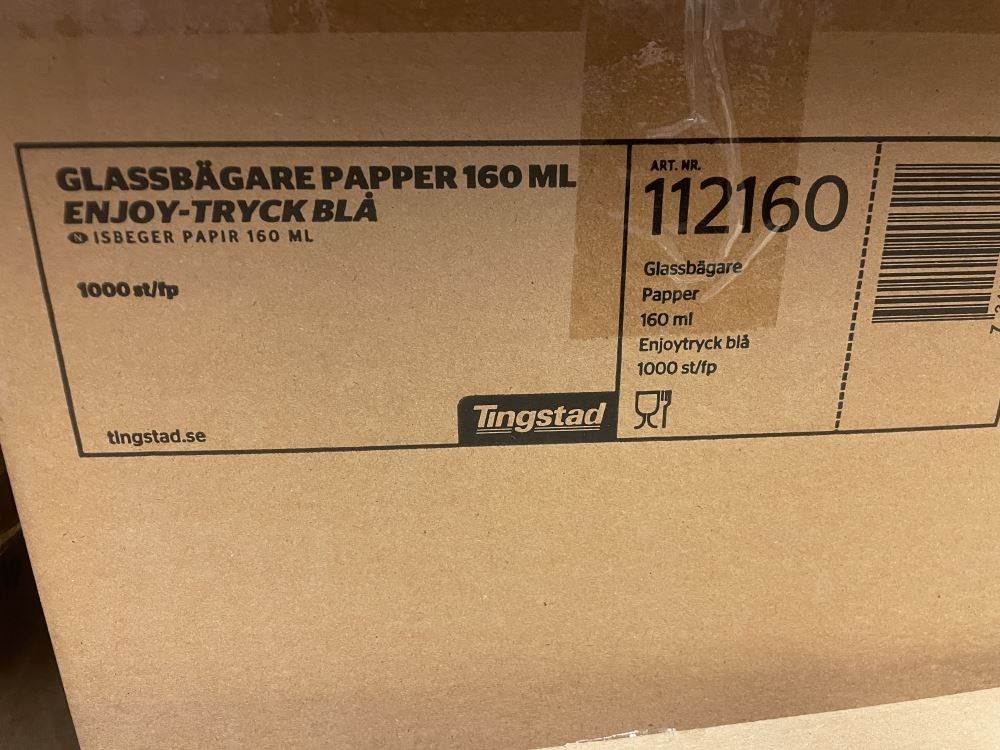 GLASSBÄGARE PAPPER 160 ML
ENJOY-TRYCK BLÅ
N ISBEGER PAPIR 160 ML
1000 st/fp
tingstad.se
Tingstad
ART. NR.
112160
Glassbägare
Papper
160 ml
Enjoytryck blå
1000 st/fp